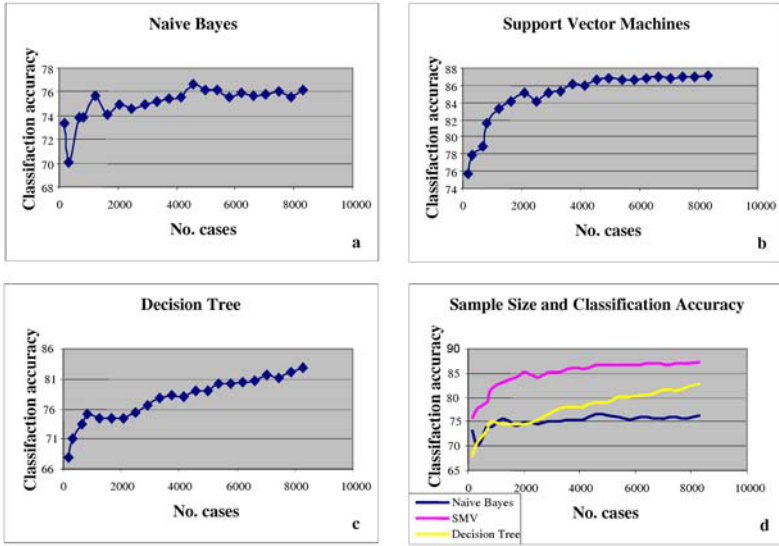 Naive Bayes
Classifaction accuracy
78
76
74
72
70
68
0 2000 4000 6000 8000 10000
No. cases
a
Support Vector Machines
Classifaction accuracy
88
86
84
82
80
78
76
74
0 2000 4000 6000 8000 10000
No. cases
b
Decision Tree
Classifaction accuracy
81
76
71
66
0 2000 4000 6000 8000 10000
No. cases
c
Sample Size and Classification Accuracy
Classifaction accuracy
90
85
80
75
70
65
0 2000 4000 6000 8000 10000
No. cases
Naive Bayes
SMV
Decision Tree
d